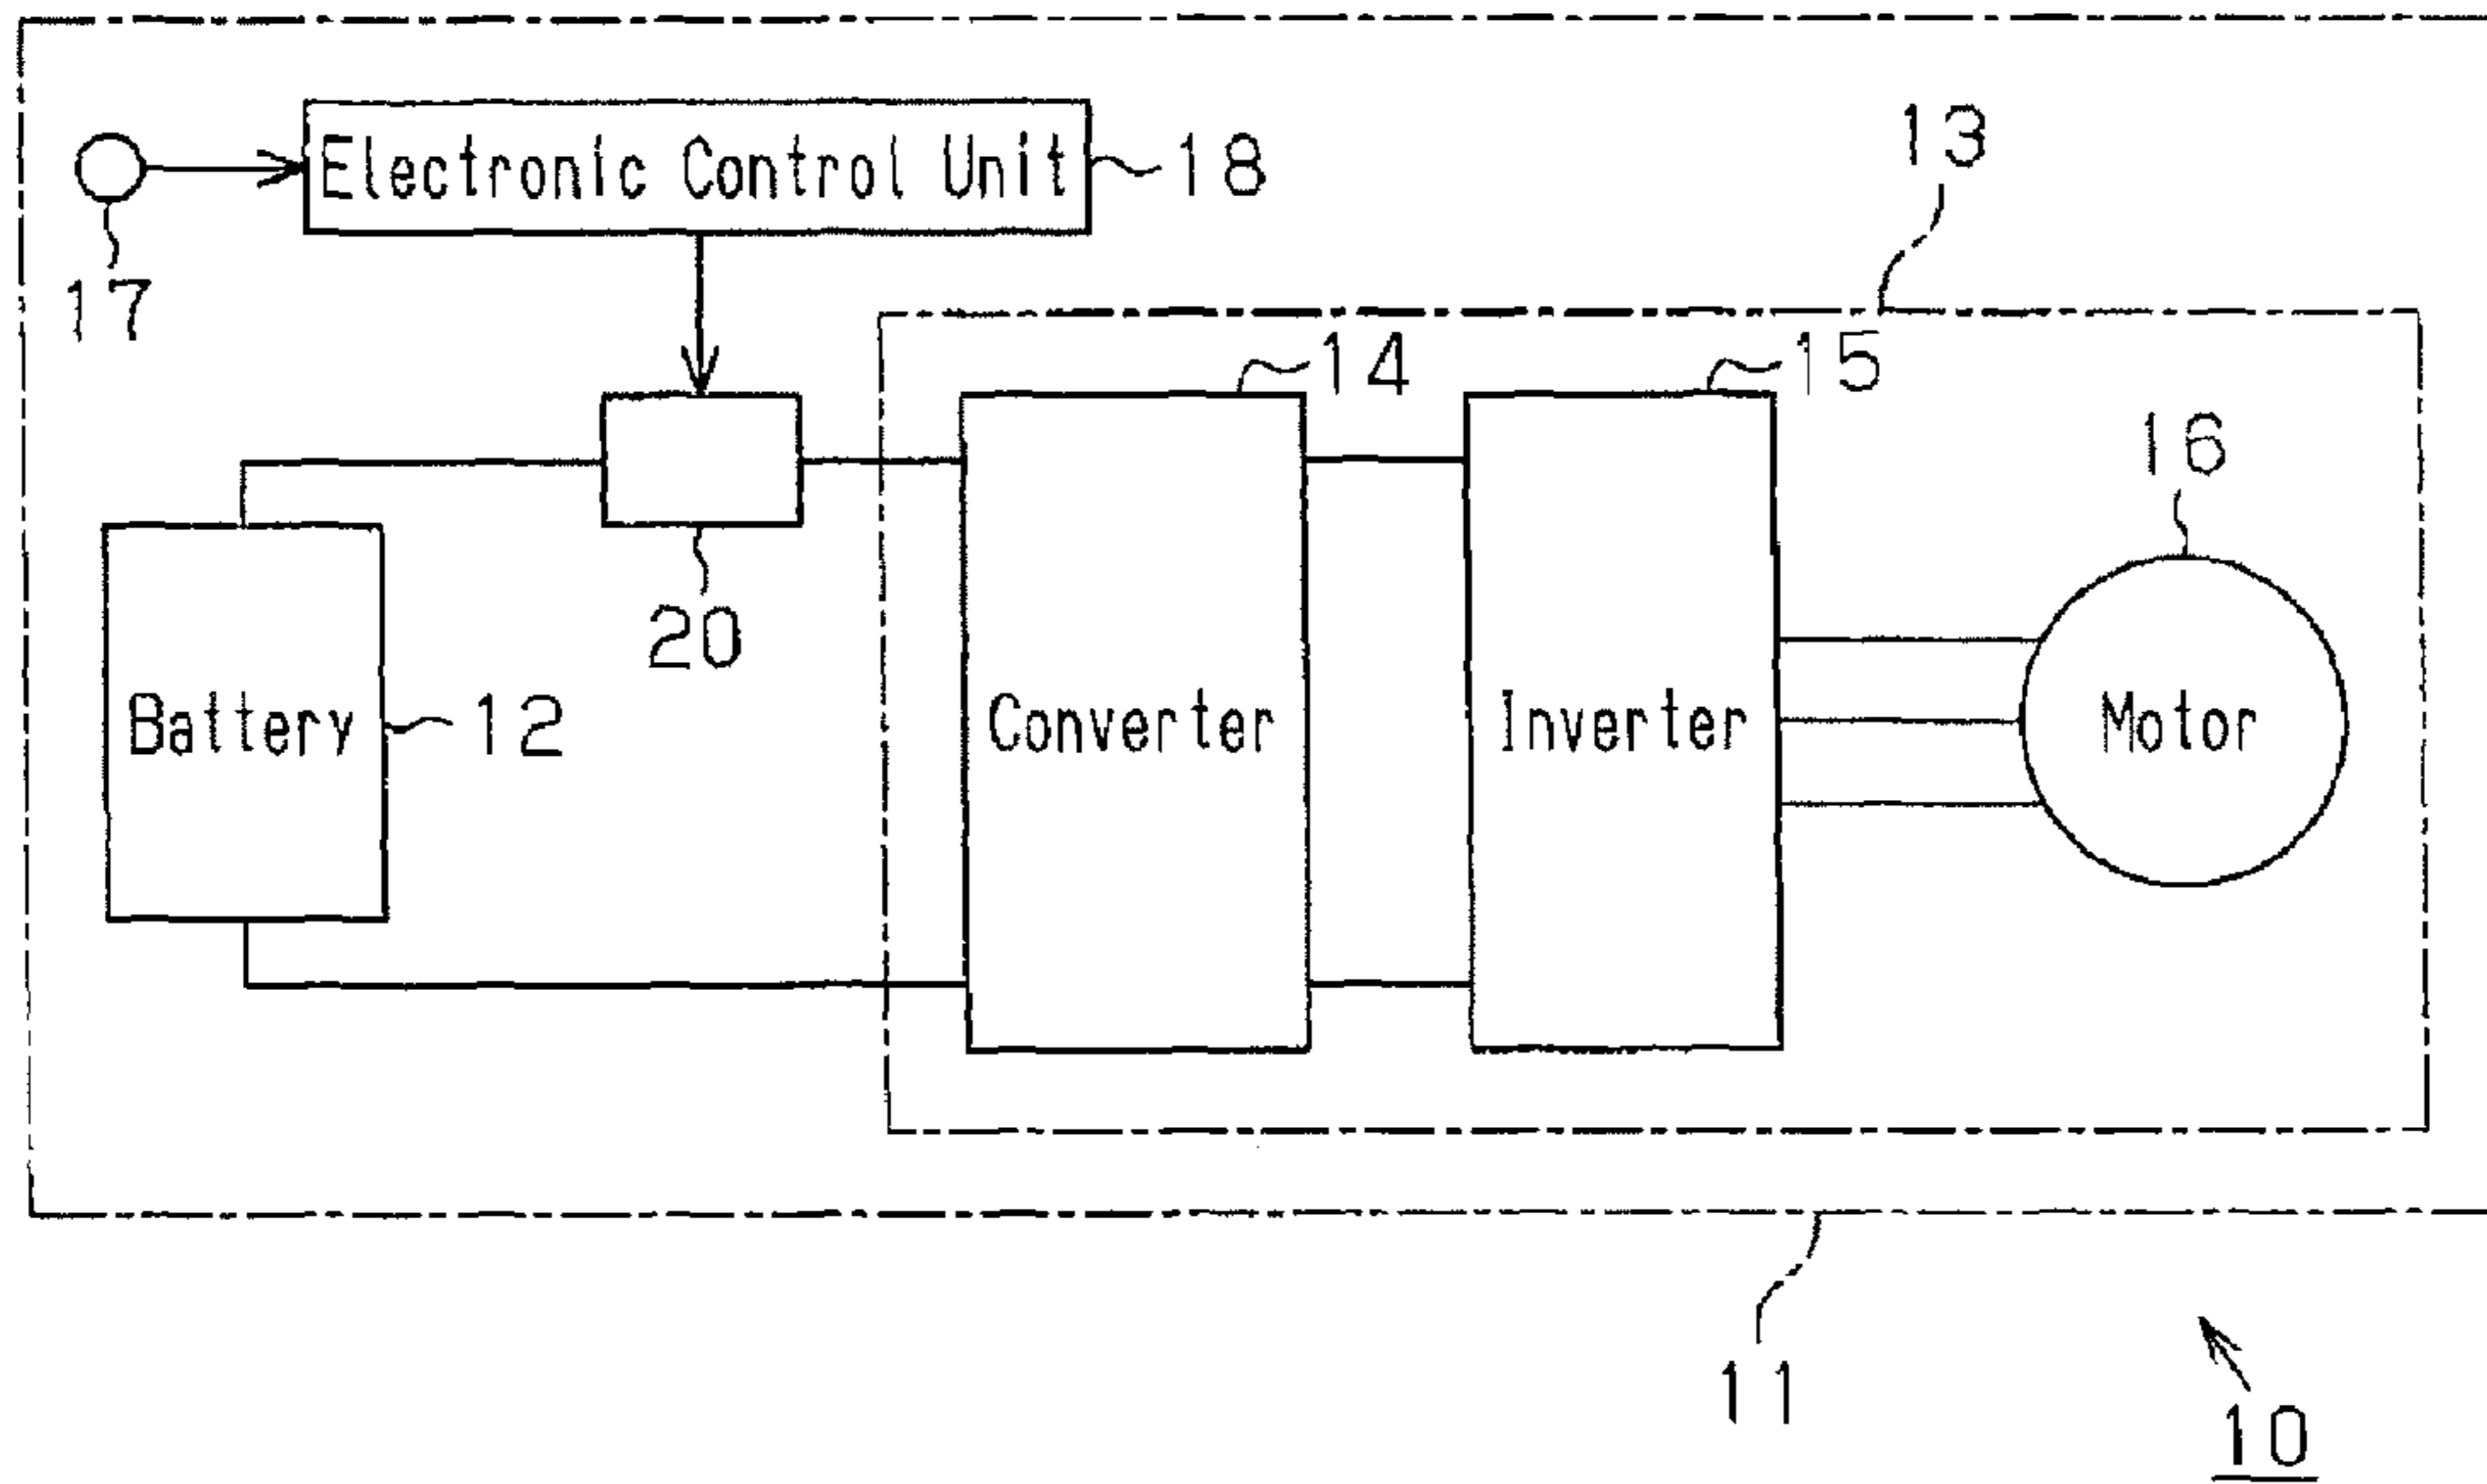 Electronic Control Unit
18
13
17
14
15
16
20
Battery
12
Converter
Inverter
Motor
11
10